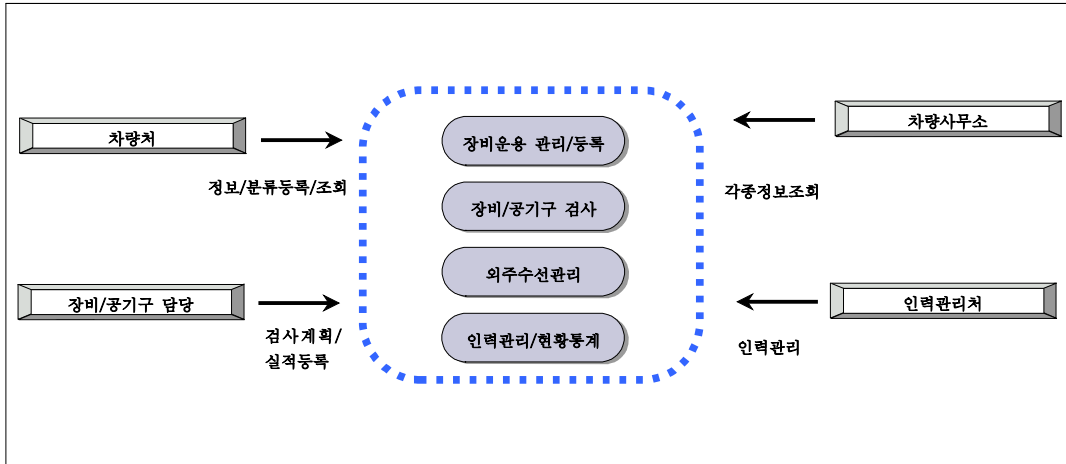 차량처
정보/분류등록/조회
장비/공기구 담당
검사계획/
실적등록
장비운용 관리/등록
장비/공기구 검사
외주수선관리
인력관리/현황통계
차량사무소
각종정보조회
인력관리처
인력관리